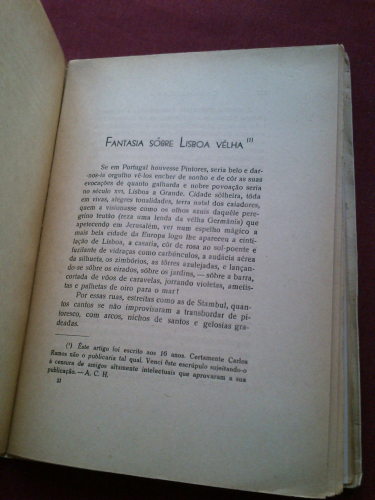 FANTASIA SÔBRE LISBOA VÉLHA (1)
Se em Portugal houvesse Pintores, seria belo e dar-
nos-ia orgulho vê-los encher de sonho e de côr as suas
evocações de quanto galharda e nobre povoação seria
no século XVI, Lisboa a Grande. Cidade sôlheira, tôda
em vivas, alegres tonalidades, terra natal dos caiadores,
quem a visionasse como os olhos azuis daquêle pere-
grino teutão (reza uma lenda da vélha Germânia) que
apetecendo em Jerusalém, ver num espelho mágico a
mais bela cidade da Europa logo lhe apareceu a cinti-
lação de Lisboa, a casaria, côr de rosa ao sol-poente e
fuzilante de vidraças como carbúnculos, a audácia aérea
da silhueta, os zimbórios, as tôrres azulejadas, e lançan-
do-se sôbre os eirados, sôbre os jardins, — sôbre a barra,
cortada de vôos de caravelas, jorrando violetas, ametis-
tas e palhetas de oiro para o mar!
Por essas ruas, estreitas como as de Stambul, quan-
tos cantos se não improvisaram a transbordar de pi-
toresco, com arcos, nichos de santos e gelosias gra-
deadas.
(1) Êste artigo foi escrito aos 16 anos. Certamente Carlos
Ramos não o publicaria tal qual. Venci êste escrúpulo sujeitando-o
à censura de amigos altamente intelectuais que aprovaram a sua
publicação. — A. C. H.